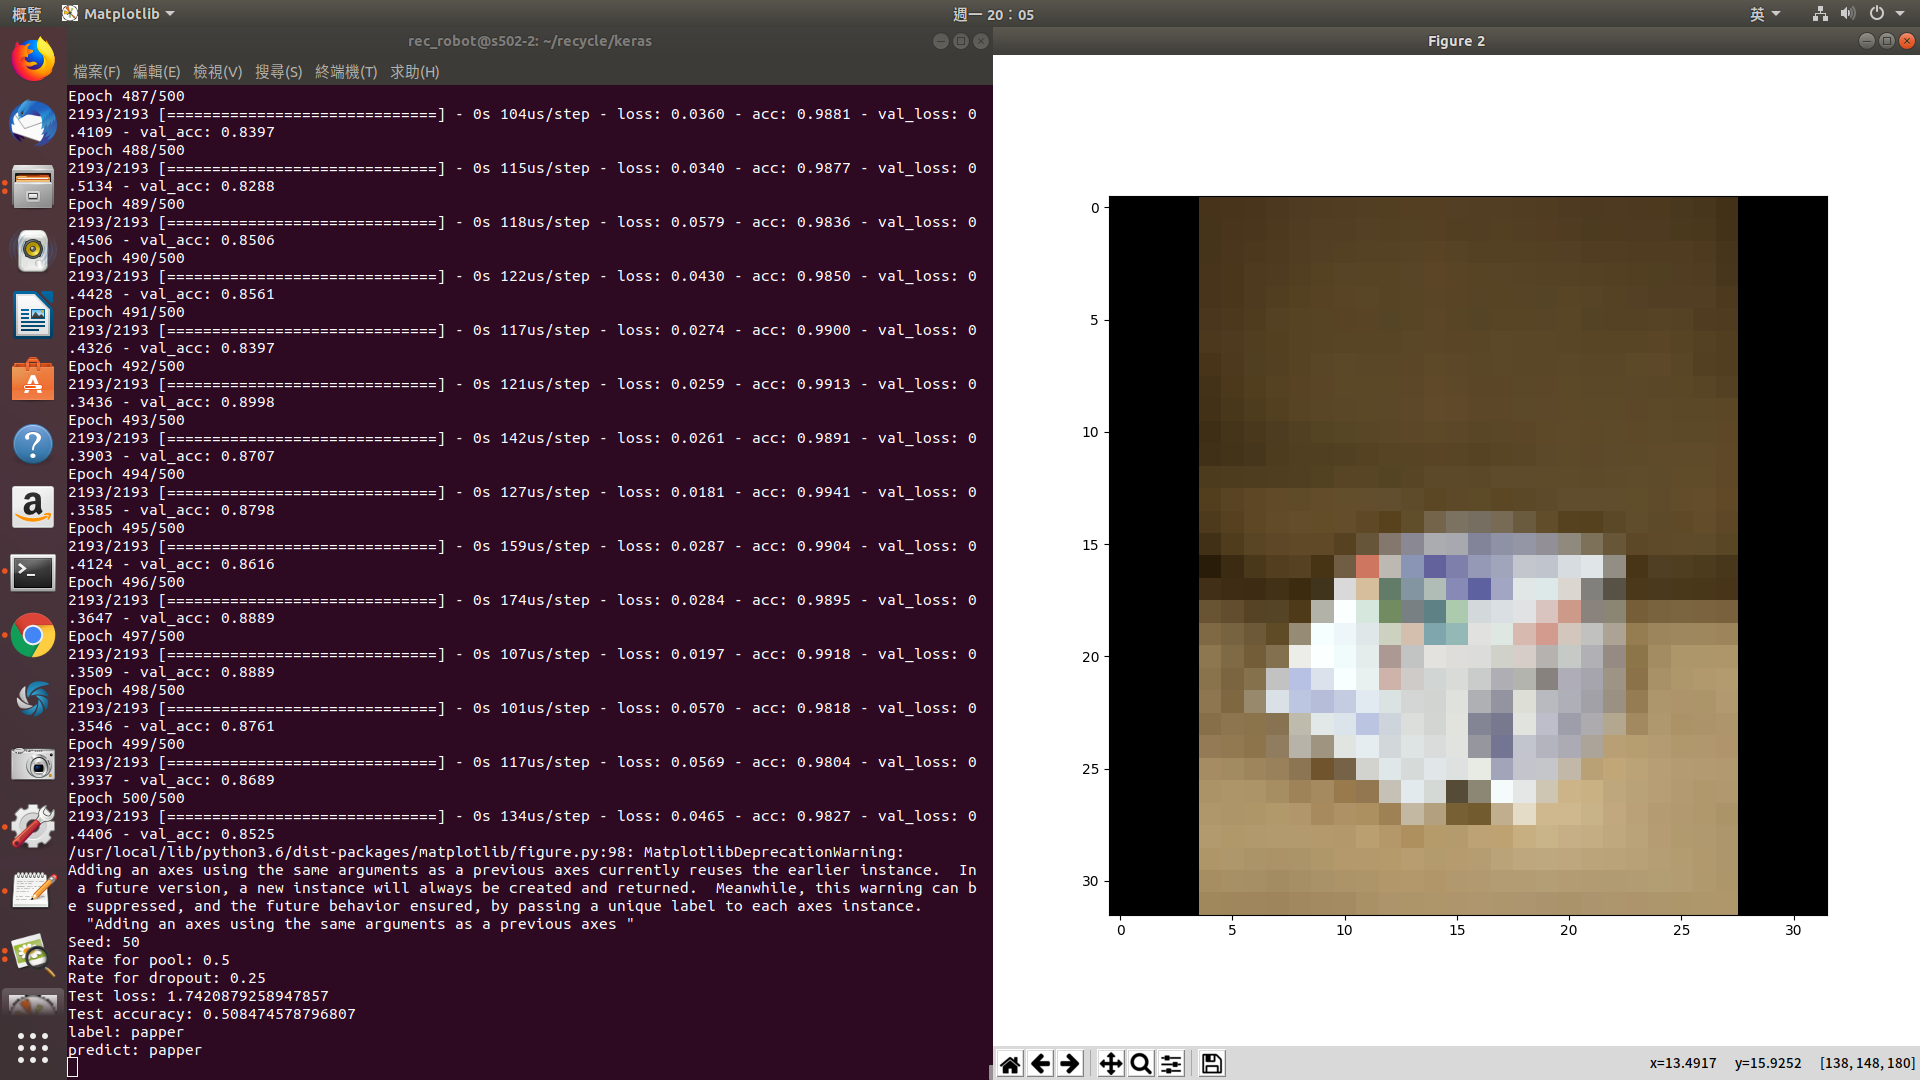 概覽
Matplotlib
週一 20：05
英
rec_robot@s502-2: ~/recycle/keras
檔案(F) 編輯(E) 檢視(V) 搜尋(S) 終端機(T) 求助(H)
Epoch 487/500
2193/2193 [==============================] - 0s 104us/step - loss: 0.0360 - acc: 0.9881 - val_loss: 0
.4109 - val_acc: 0.8397
Epoch 488/500
2193/2193 [==============================] - 0s 115us/step - loss: 0.0340 - acc: 0.9877 - val_loss: 0
.5134 - val_acc: 0.8288
Epoch 489/500
2193/2193 [==============================] - 0s 118us/step - loss: 0.0579 - acc: 0.9836 - val_loss: 0
.4506 - val_acc: 0.8506
Epoch 490/500
2193/2193 [==============================] - 0s 122us/step - loss: 0.0430 - acc: 0.9850 - val_loss: 0
.4428 - val_acc: 0.8561
Epoch 491/500
2193/2193 [==============================] - 0s 117us/step - loss: 0.0274 - acc: 0.9900 - val_loss: 0
.4326 - val_acc: 0.8397
Epoch 492/500
2193/2193 [==============================] - 0s 121us/step - loss: 0.0259 - acc: 0.9913 - val_loss: 0
.3436 - val_acc: 0.8998
Epoch 493/500
2193/2193 [==============================] - 0s 142us/step - loss: 0.0261 - acc: 0.9891 - val_loss: 0
.3903 - val_acc: 0.8707
Epoch 494/500
2193/2193 [==============================] - 0s 127us/step - loss: 0.0181 - acc: 0.9941 - val_loss: 0
.3585 - val_acc: 0.8798
Epoch 495/500
2193/2193 [==============================] - 0s 159us/step - loss: 0.0287 - acc: 0.9904 - val_loss: 0
.4124 - val_acc: 0.8616
Epoch 496/500
2193/2193 [==============================] - 0s 174us/step - loss: 0.0284 - acc: 0.9895 - val_loss: 0
.3647 - val_acc: 0.8889
Epoch 497/500
2193/2193 [==============================] - 0s 107us/step - loss: 0.0197 - acc: 0.9918 - val_loss: 0
.3509 - val_acc: 0.8889
Epoch 498/500
2193/2193 [==============================] - 0s 101us/step - loss: 0.0570 - acc: 0.9818 - val_loss: 0
.3546 - val_acc: 0.8761
Epoch 499/500
2193/2193 [==============================] - 0s 117us/step - loss: 0.0569 - acc: 0.9804 - val_loss: 0
.3937 - val_acc: 0.8689
Epoch 500/500
2193/2193 [==============================] - 0s 134us/step - loss: 0.0465 - acc: 0.9827 - val_loss: 0
.4406 - val_acc: 0.8525
/usr/local/lib/python3.6/dist-packages/matplotlib/figure.py:98: MatplotlibDeprecationWarning:
Adding an axes using the same arguments as a previous axes currently reuses the earlier instance.  In
 a future version, a new instance will always be created and returned.  Meanwhile, this warning can b
e suppressed, and the future behavior ensured, by passing a unique label to each axes instance.
  "Adding an axes using the same arguments as a previous axes "
Seed: 50
Rate for pool: 0.5
Rate for dropout: 0.25
Test loss: 1.7420879258947857
Test accuracy: 0.508474578796807
label: papper
predict: papper
Figure 2
0
5
10
15
20
25
30
0 5 10 15 20 25 30
x=13.4917 y=15.9252 [138,148,180]